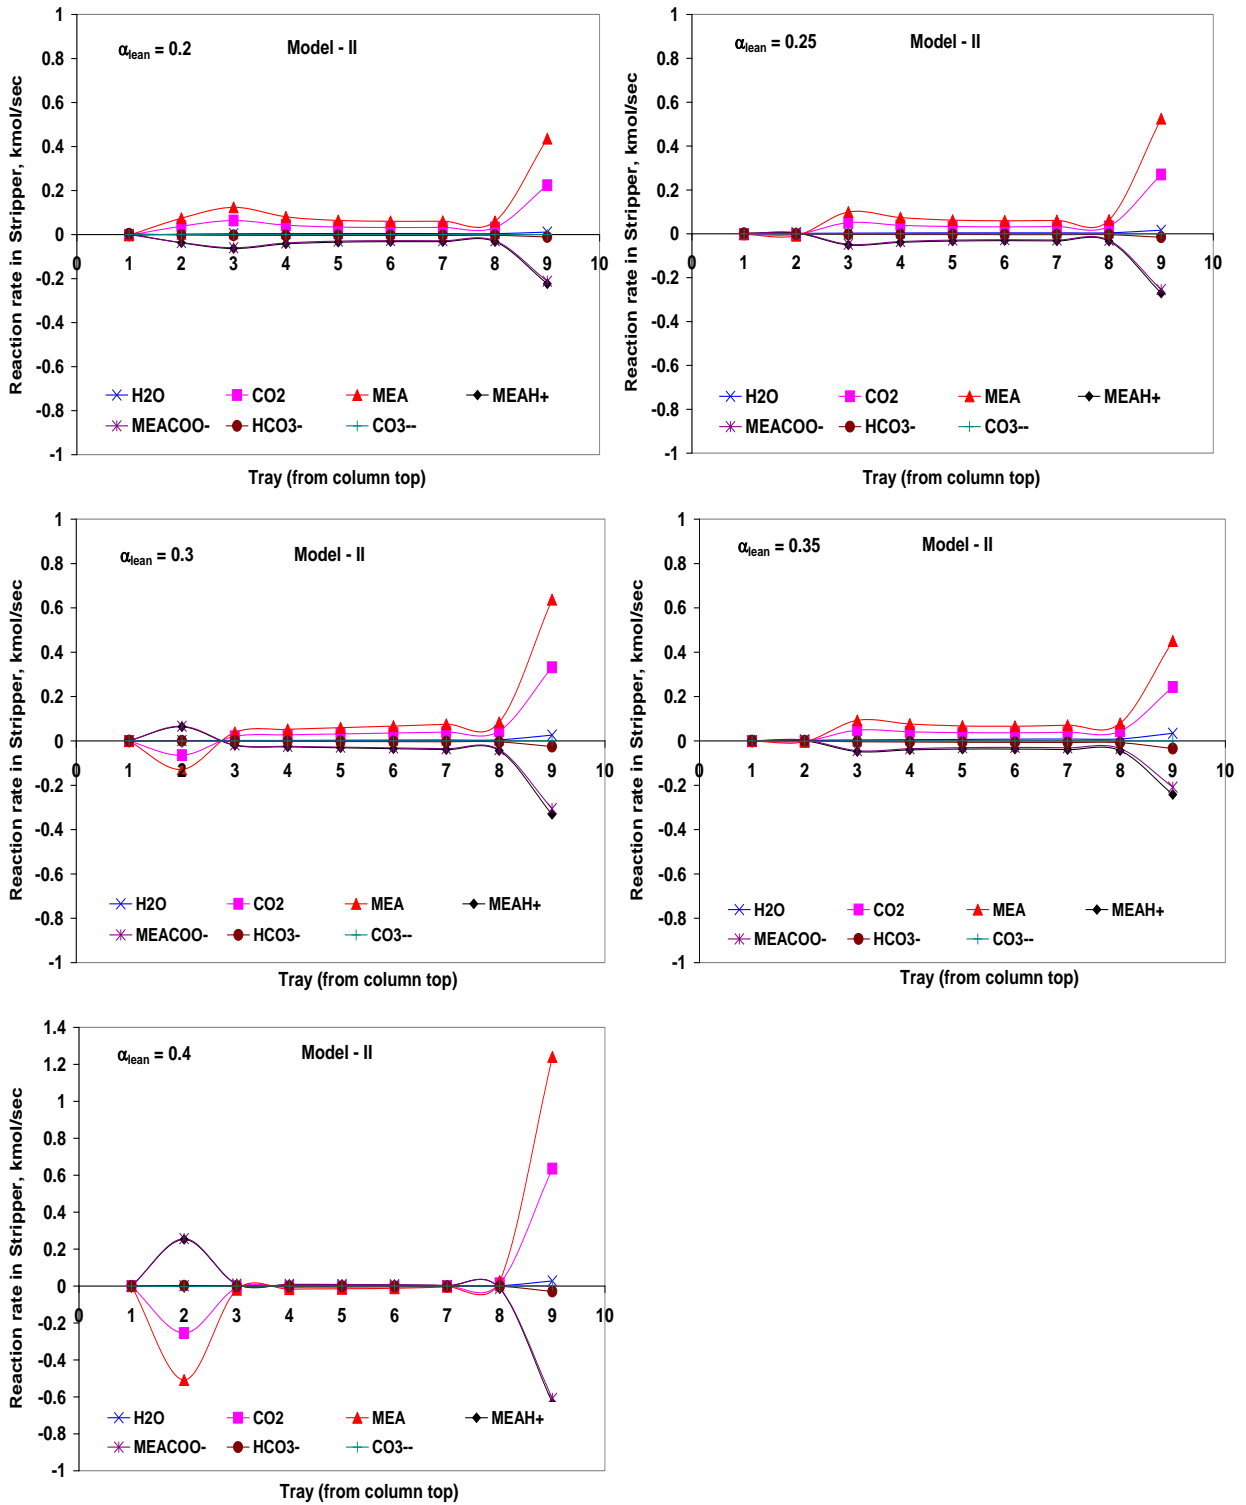 α lean = 0.2 Model - II
Reaction rate in Stripper, kmol/sec
1
0.8
0.6
0.4
0.2
0
-0.2
-0.4
-0.6
-0.8
-1
0 1 2 3 4 5 6 7 8 9 10
H2O CO2 MEA MEAH+
MEACOO- HCO3- CO3--
Tray (from column top)
α lean = 0.25 Model - II
Reaction rate in Stripper, kmol/sec
1
0.8
0.6
0.4
0.2
0
-0.2
-0.4
-0.6
-0.8
-1
0 1 2 3 4 5 6 7 8 9 10
H2O CO2 MEA MEAH+
MEACOO- HCO3- CO3--
Tray (from column top)
α lean = 0.3 Model - II
Reaction rate in Stripper, kmol/sec
1
0.8
0.6
0.4
0.2
0
-0.2
-0.4
-0.6
-0.8
-1
0 1 2 3 4 5 6 7 8 9 10
H2O CO2 MEA MEAH+
MEACOO- HCO3- CO3--
Tray (from column top)
α lean = 0.35 Model - II
Reaction rate in Stripper, kmol/sec
1
0.8
0.6
0.4
0.2
0
-0.2
-0.4
-0.6
-0.8
-1
0 1 2 3 4 5 6 7 8 9 10
H2O CO2 MEA MEAH+
MEACOO- HCO3- CO3--
Tray (from column top)
α lean = 0.4 Model - II
Reaction rate in Stripper, kmol/sec
1.4
1.2
1
0.8
0.6
0.4
0.2
0
-0.2
-0.4
-0.6
-0.8
-1
0 1 2 3 4 5 6 7 8 9 10
H2O CO2 MEA MEAH+
MEACOO- HCO3- CO3--
Tray (from column top)